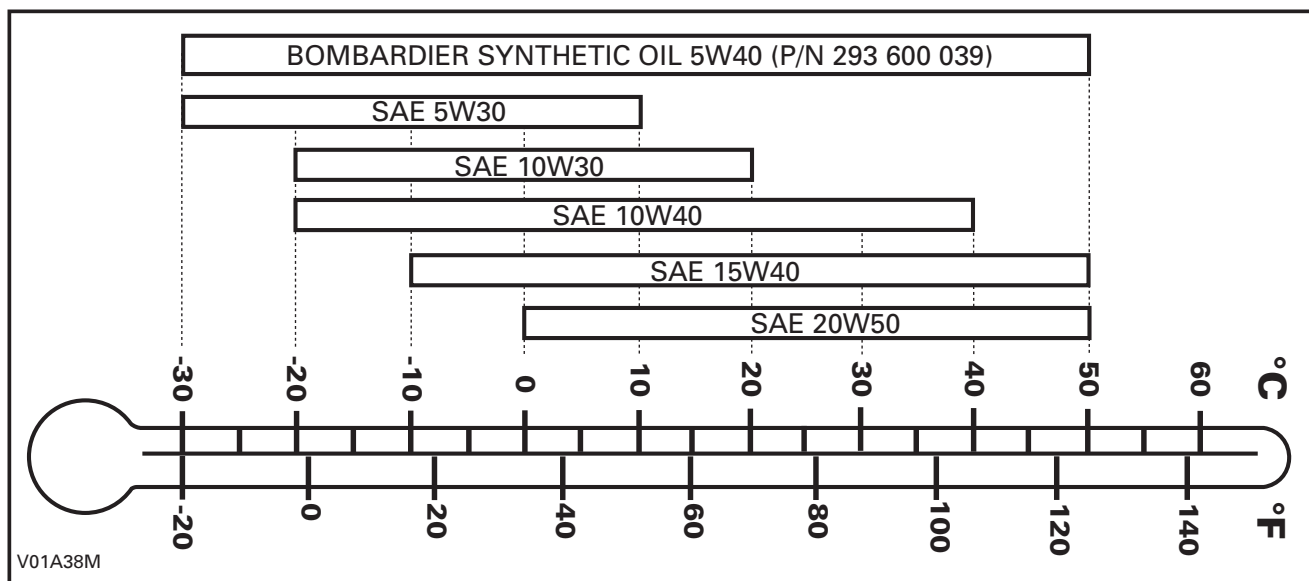 BOMBARDIER SYNTHETIC OIL 5W40 (P/N 293 600 039)
SAE 5W30
SAE 10W30
SAE 10W40
SAE 15W40
SAE 20W50
-30 -20 -10 0 10 20 30 40 50 60 °C
-20 0 20 40 60 80 100 120 140 °F
V01A38M